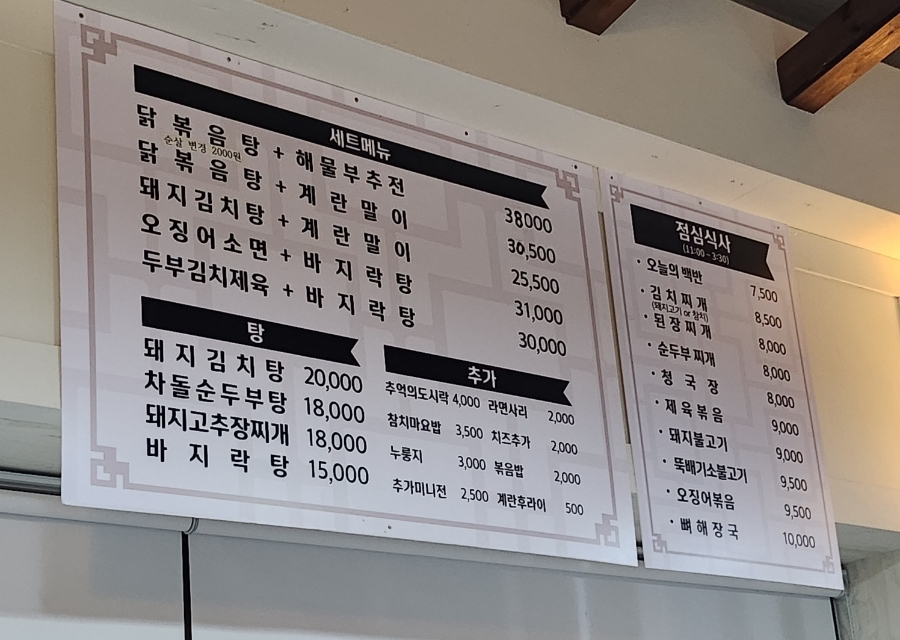 세트메뉴
닭볶음탕 + 해물부추전 38000
순살 변경 2000원
닭볶음탕 + 계란말이 30,500
돼지김치탕 + 계란말이 25,500
오징어소면 + 바지락탕 31,000
두부김치제육 + 바지락탕 30,000
탕
돼지김치탕 20,000
차돌순두부탕 18,000
돼지고추장찌개 18,000
바지락탕 15,000
추가
추억의도시락 4,000 라면사리 2,000
참치마요밥 3,500 치즈추가 2,000
누룽지 3,000 볶음밥 2,000
추가미니전 2,500 계란후라이 500
점심식사
(11:00 ~ 3:30)
· 오늘의 백반 7,500
· 김치찌개 8,500
(돼지고기 or 참치)
· 된장찌개 8,000
· 순두부찌개 8,000
· 청국장 8,000
· 제육볶음 9,000
· 돼지불고기 9,000
· 뚝배기소불고기 9,500
· 오징어볶음 9,500
· 뼈해장국 10,000